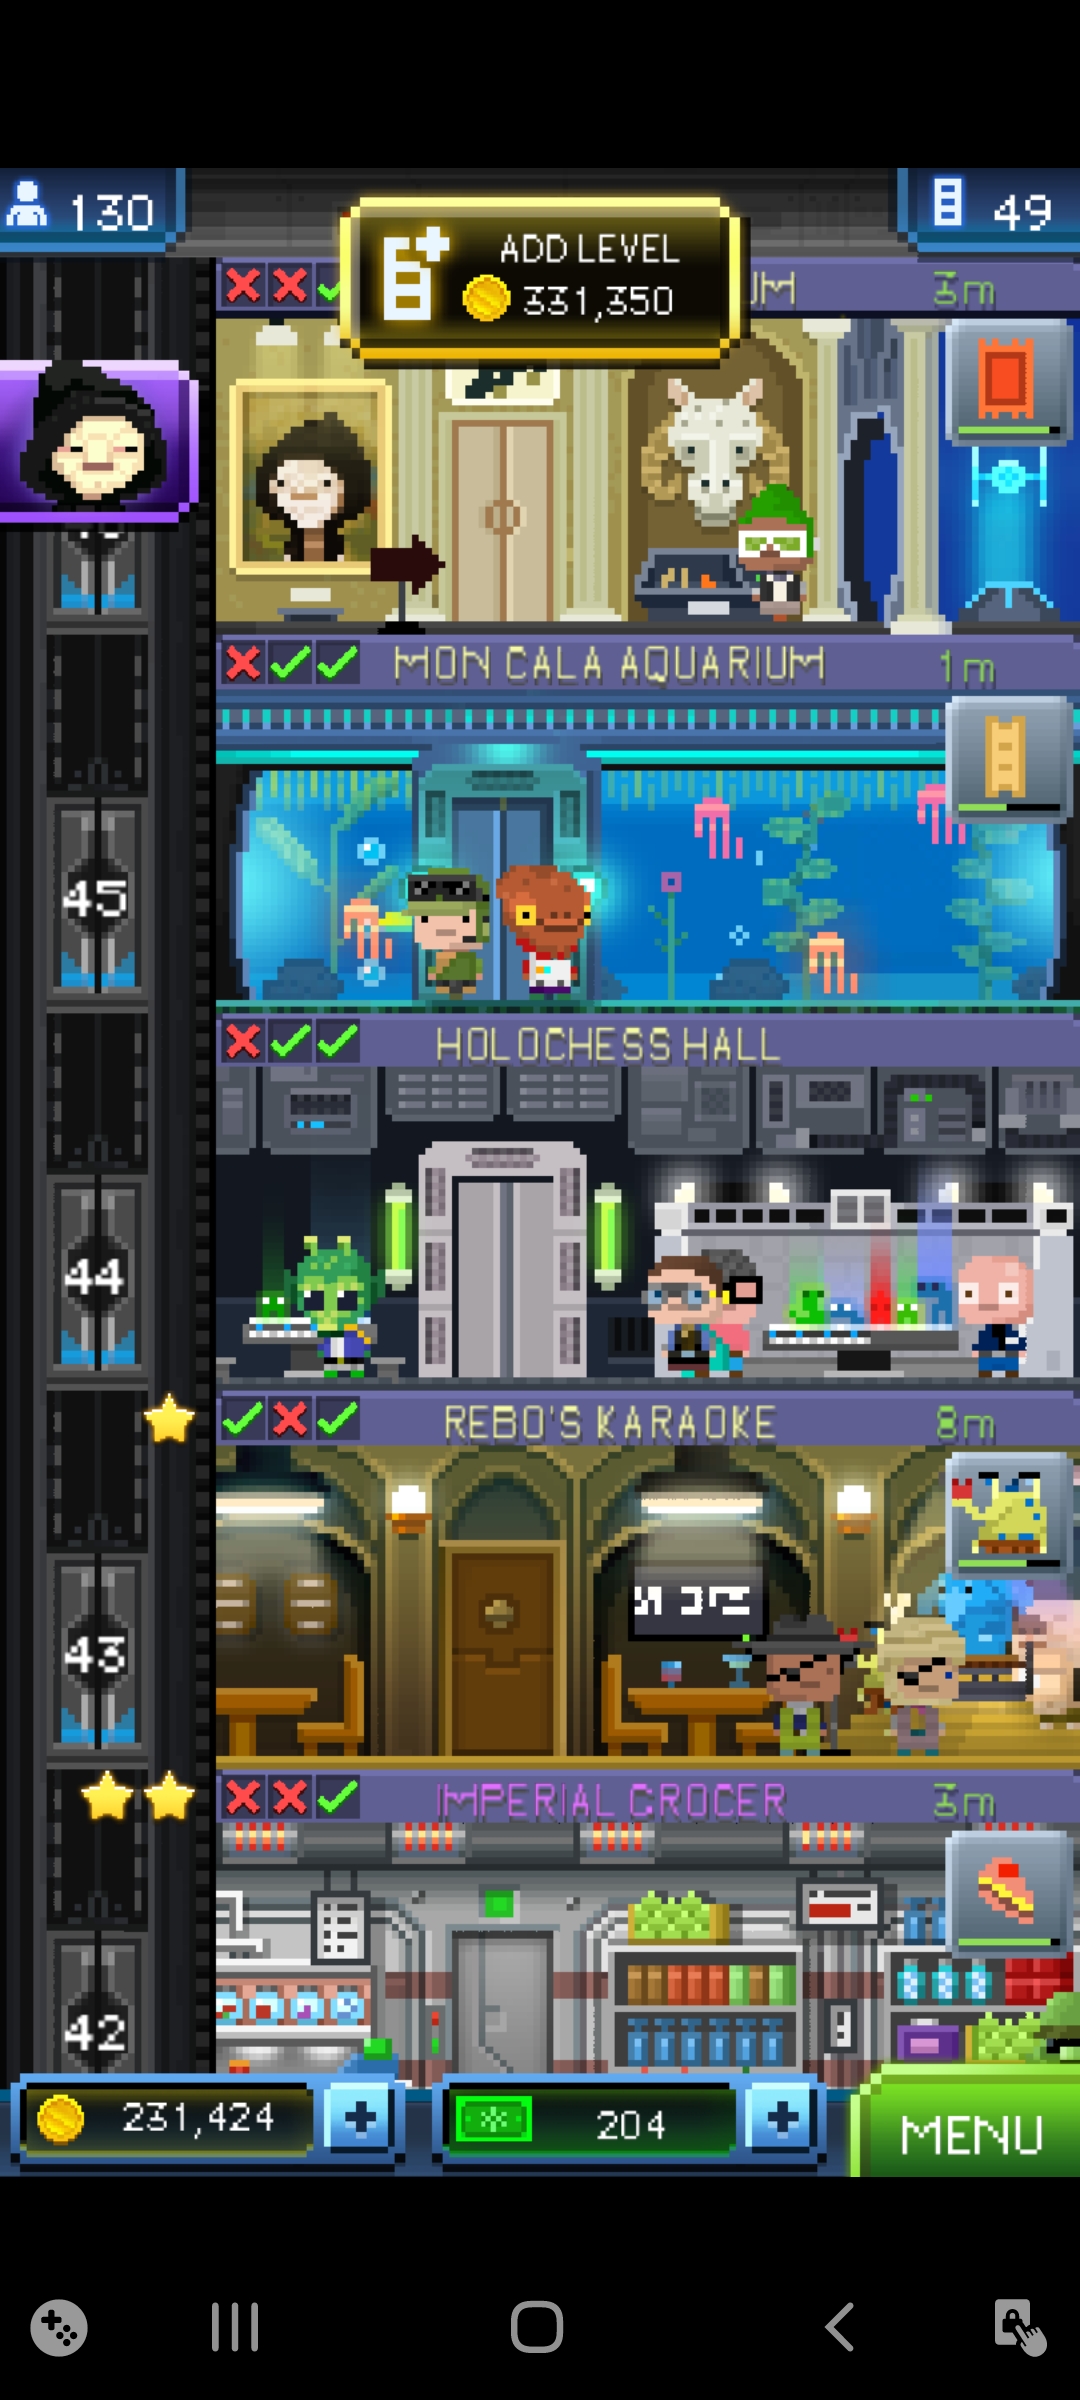 130
49
ADD LEVEL
331,350
UM 3m
MON CALA AQUARIUM 1m
45
HOLOCHESS HALL
44
REBO'S KARAOKE 8m
43
IMPERIAL GROCER 3m
42
231,424
204
MENU